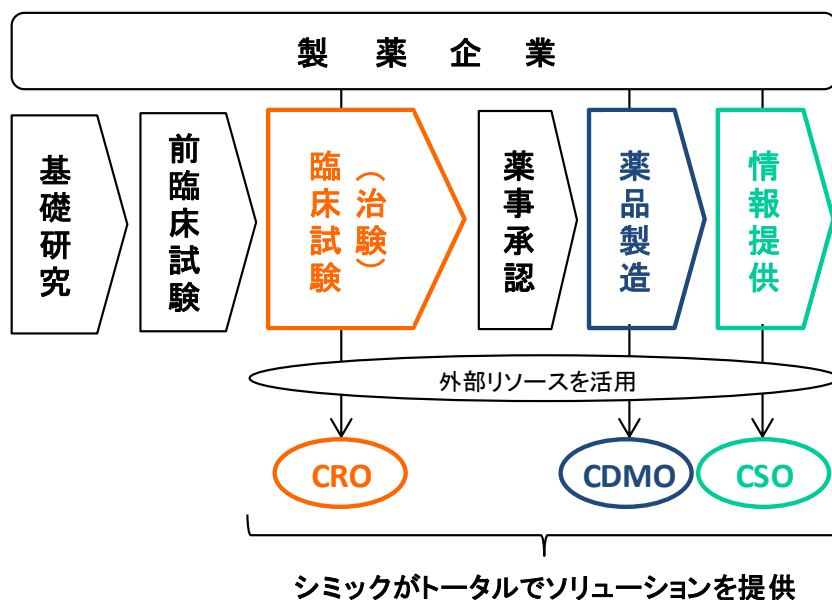 製薬企業
基礎研究
前臨床試験
臨床試験
（治験）
薬事承認
薬品製造
情報提供
外部リソースを活用
CRO
CDMO
CSO
シミックがトータルでソリューションを提供